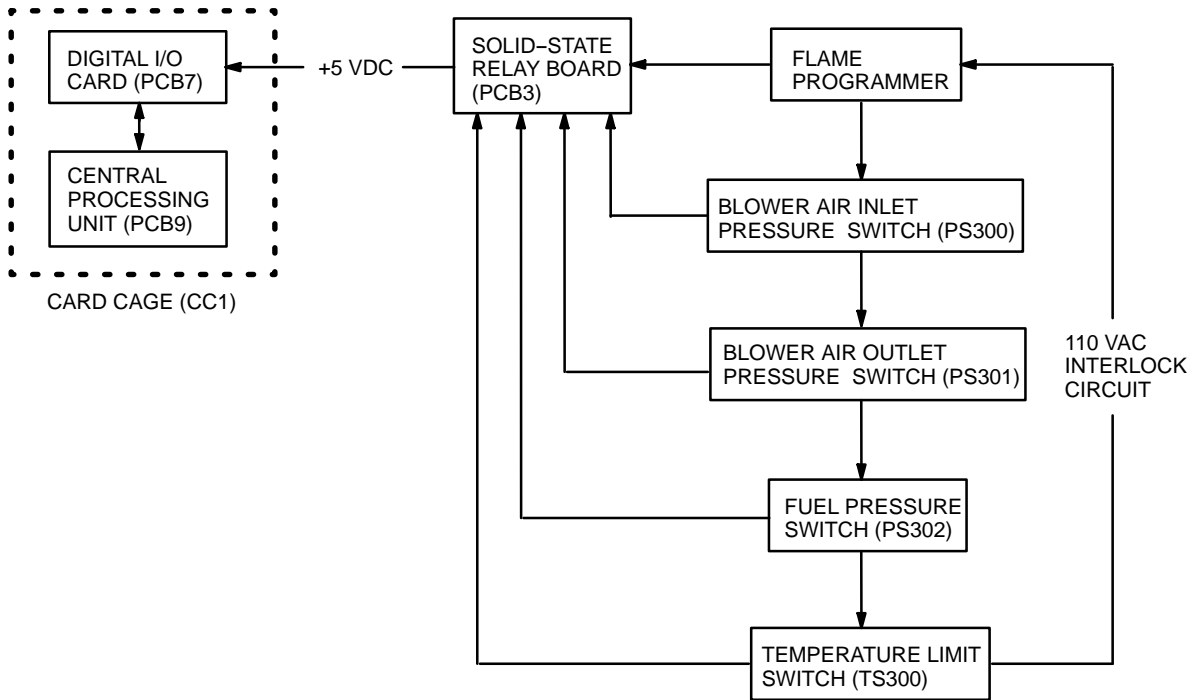 DIGITAL I/O
CARD (PCB7)
CENTRAL
PROCESSING
UNIT (PCB9)
CARD CAGE (CC1)
+5 VDC
SOLID–STATE
RELAY BOARD
(PCB3)
FLAME
PROGRAMMER
BLOWER AIR INLET
PRESSURE SWITCH (PS300)
BLOWER AIR OUTLET
PRESSURE SWITCH (PS301)
FUEL PRESSURE
SWITCH (PS302)
TEMPERATURE LIMIT
SWITCH (TS300)
110 VAC
INTERLOCK
CIRCUIT